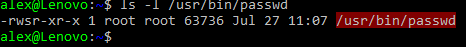 alex@Lenovo:~$ ls -l /usr/bin/passwd
-rwsr-xr-x 1 root root 63736 Jul 27 11:07 /usr/bin/passwd
alex@Lenovo:~$